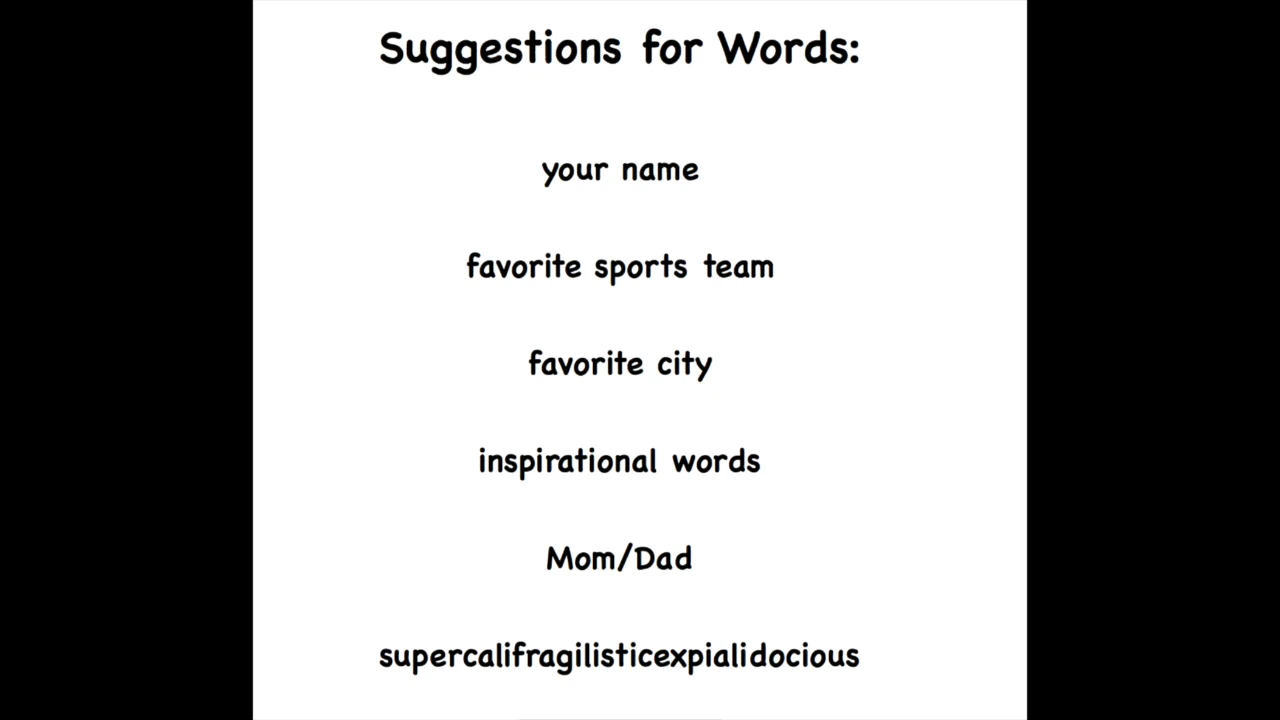 Suggestions for Words:
your name
favorite sports team
favorite city
inspirational words
Mom/Dad
supercalifragilisticexpialidocious